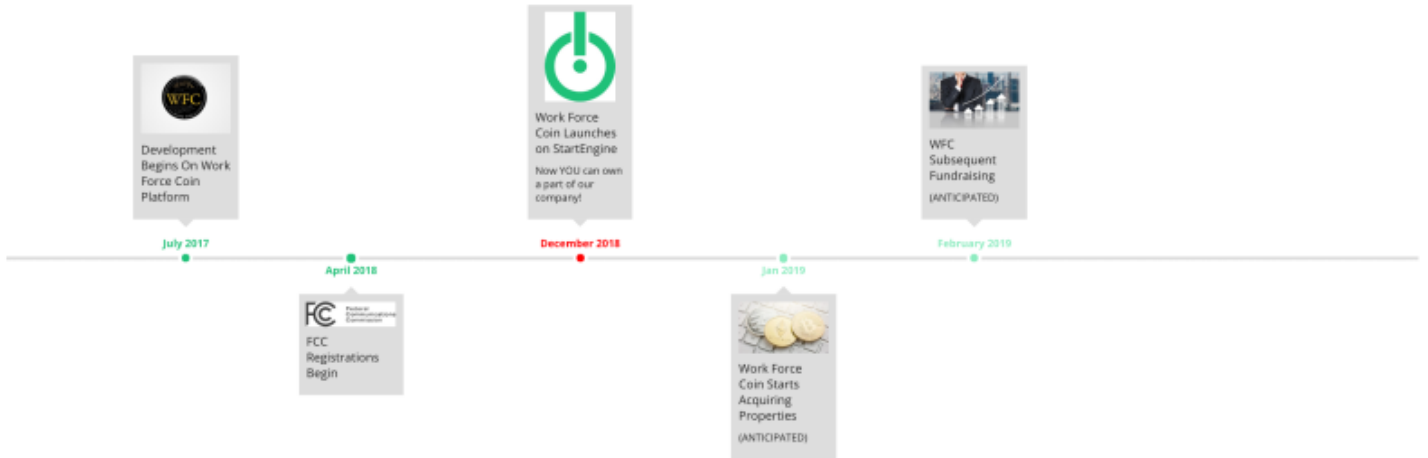 WFC
Development
Begins On Work
Force Coin
Platform
July 2017
April 2018
FCC
Federal
Communications
Commission
FCC
Registrations
Begin
Work Force
Coin Launches
on StartEngine
Now YOU can own
a part of our
company!
December 2018
Jan 2019
Work Force
Coin Starts
Acquiring
Properties
(ANTICIPATED)
WFC
Subsequent
Fundraising
(ANTICIPATED)
February 2019